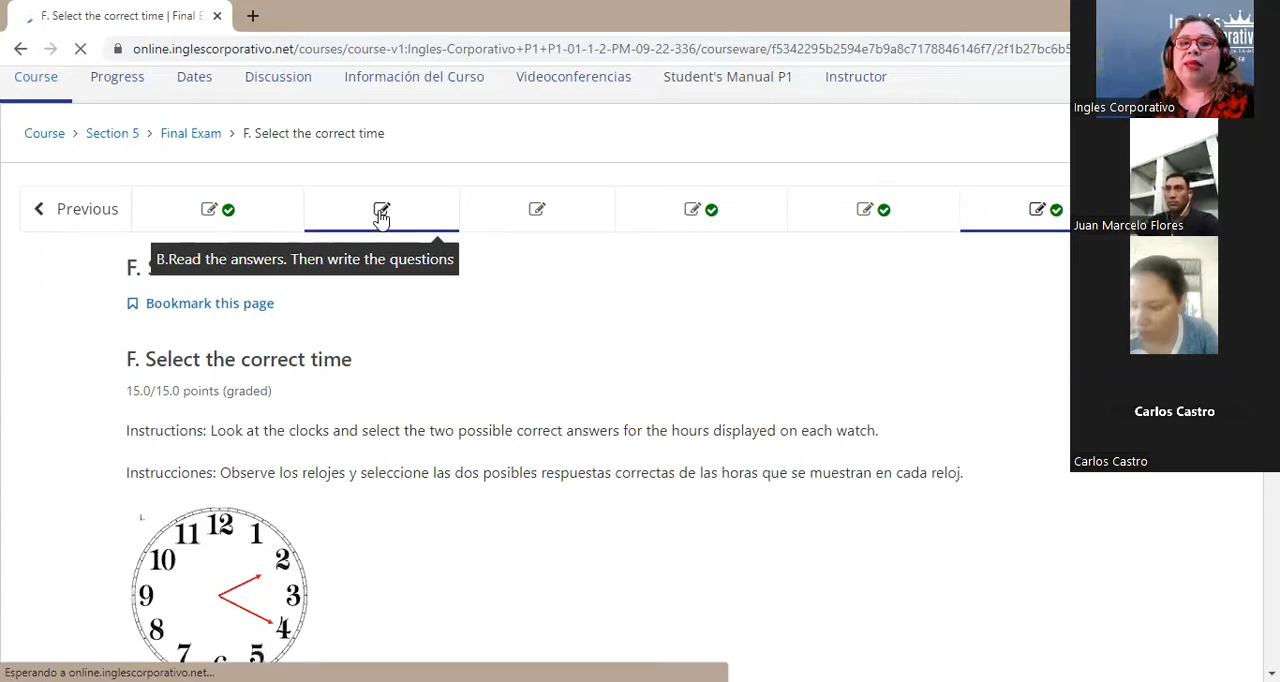 F. Select the correct time | Final E
online.inglescorporativo.net/courses/course-v1:Ingles-Corporativo+P1+P1-01-1-2-PM-09-22-336/courseware/f5342295b2594e7b9a8c7178846146f7/2f1b27bc6b5
Course Progress Dates Discussion Información del Curso Videoconferencias Student's Manual P1 Instructor
Course > Section 5 > Final Exam > F. Select the correct time
Previous
B.Read the answers. Then write the questions
F.
Bookmark this page
F. Select the correct time
15.0/15.0 points (graded)
Instructions: Look at the clocks and select the two possible correct answers for the hours displayed on each watch.
Instrucciones: Observe los relojes y seleccione las dos posibles respuestas correctas de las horas que se muestran en cada reloj.
1.
11 12 1
10 2
9 3
8 4
7 6 5
Esperando a online.inglescorporativo.net...
Inglés
Ingles Corporativo
Juan Marcelo Flores
Carlos Castro
Carlos Castro